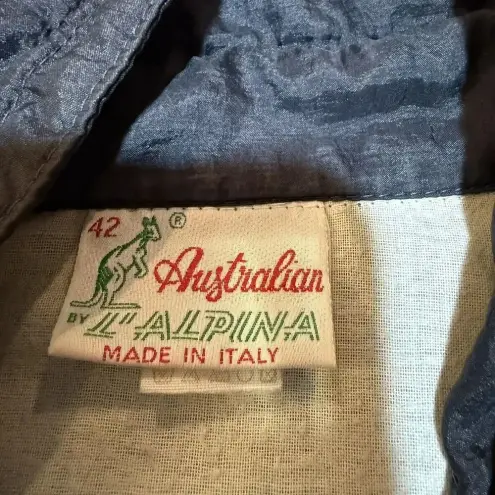 42 ®
Australian
BY L'ALPINA
MADE IN ITALY